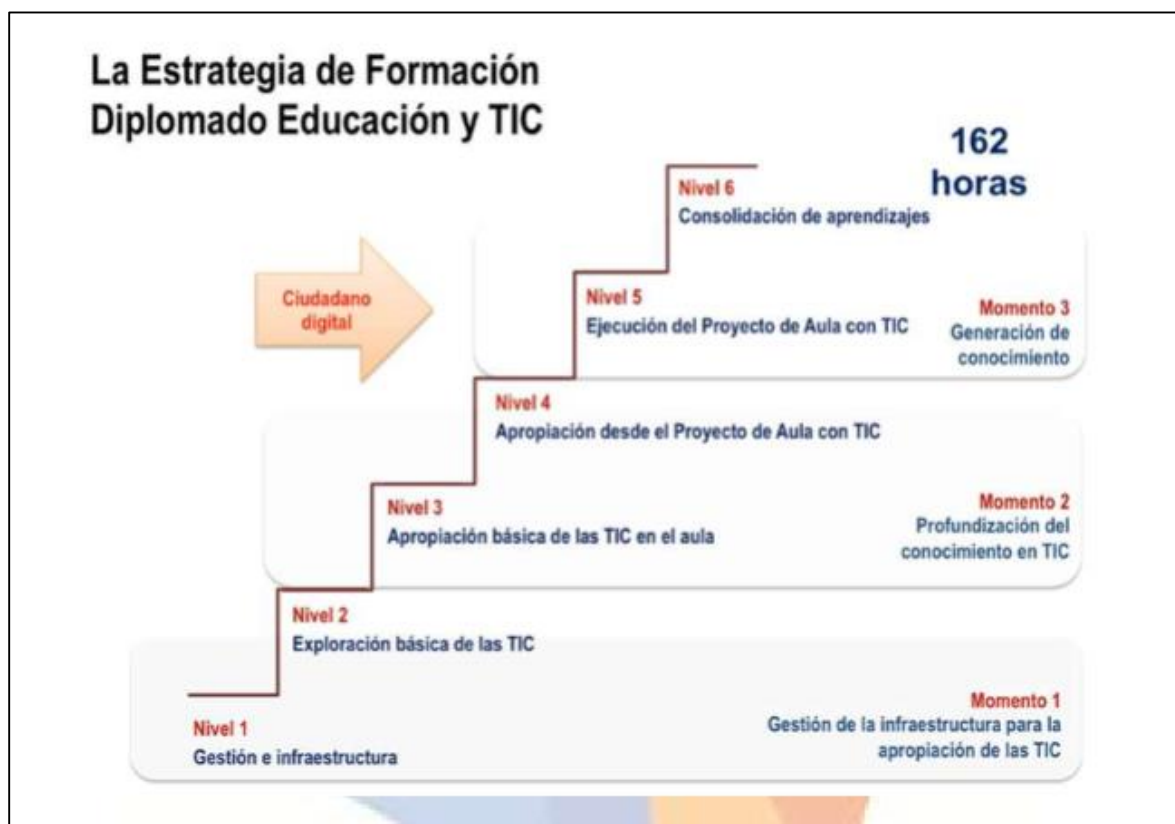 La Estrategia de Formación
Diplomado Educación y TIC
162
horas
Nivel 6
Consolidación de aprendizajes
Ciudadano
digital
Nivel 5
Ejecución del Proyecto de Aula con TIC
Momento 3
Generación de
conocimiento
Nivel 4
Apropiación desde el Proyecto de Aula con TIC
Nivel 3
Apropiación básica de las TIC en el aula
Momento 2
Profundización del
conocimiento en TIC
Nivel 2
Exploración básica de las TIC
Nivel 1
Gestión e infraestructura
Momento 1
Gestión de la infraestructura para la
apropiación de las TIC